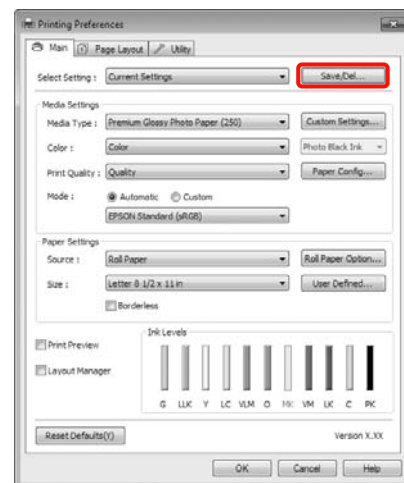 Printing Preferences
Main Page Layout Utility
Select Setting : Current Settings Save/Del...
Media Settings
Media Type : Premium Glossy Photo Paper (250) Custom Settings...
Color : Color Photo Black Ink
Print Quality : Quality Paper Config...
Mode : Automatic Custom
EPSON Standard (sRGB)
Paper Settings
Source : Roll Paper Roll Paper Option...
Size : Letter 8 1/2 x 11 in User Defined...
Borderless
Ink Levels
Print Preview
Layout Manager
G LLK Y LC VLM O MK VM LK C PK
Reset Defaults(Y) Version X.XX
OK Cancel Help